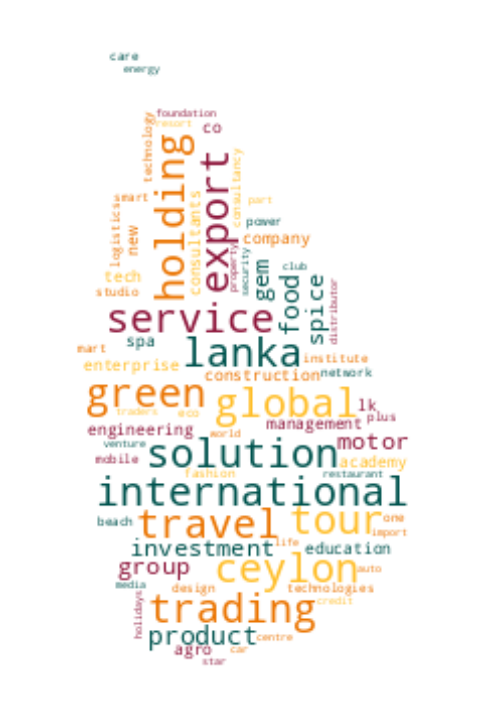 care
energy
foundation
resort
co
technology
holding
export
consultants
consultancy
smart
part
logistics
new
power
company
property
security
gem
club
tech
studio
food
spice
distributor
service
spa
lanka
mart
enterprise
institute
construction
network
green
global
lk
traders
eco
plus
engineering
world
management
motor
venture
solution
mobile
academy
fashion
restaurant
international
beach
travel
tour
one
import
investment
life
education
group
ceylon
auto
media
design
technologies
holidays
trading
credit
product
centre
agro
car
star